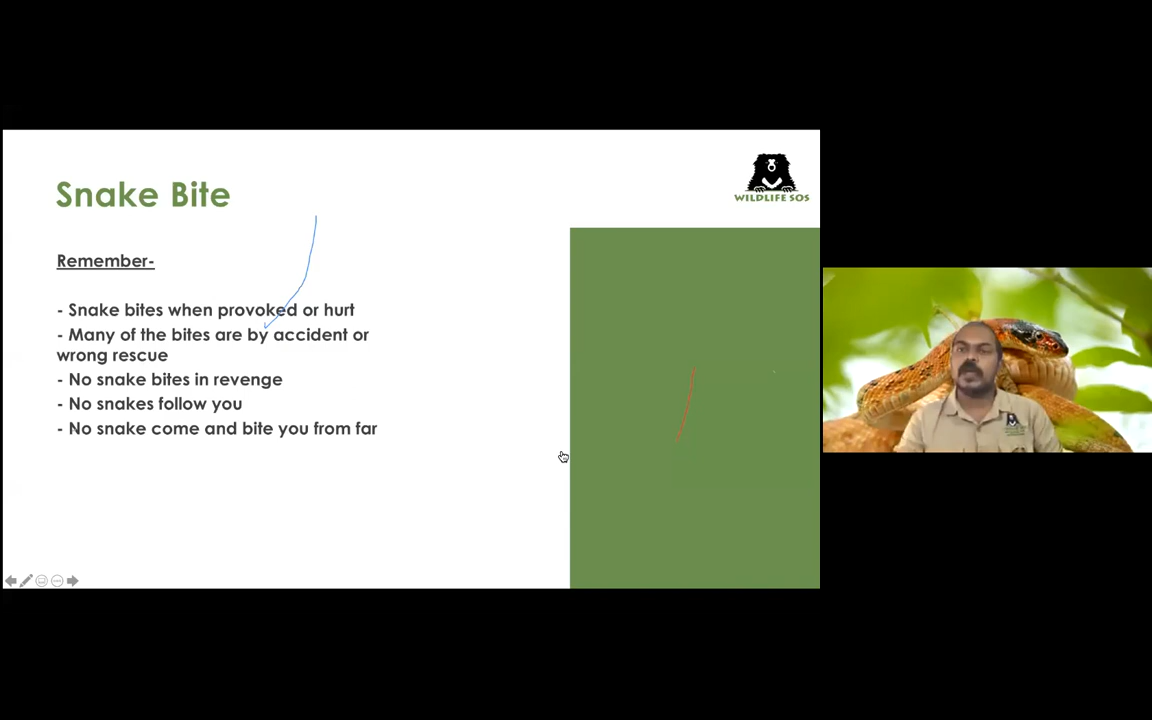 Snake Bite
WILDLIFE SOS
Remember-
- Snake bites when provoked or hurt
- Many of the bites are by accident or
wrong rescue
- No snake bites in revenge
- No snakes follow you
- No snake come and bite you from far